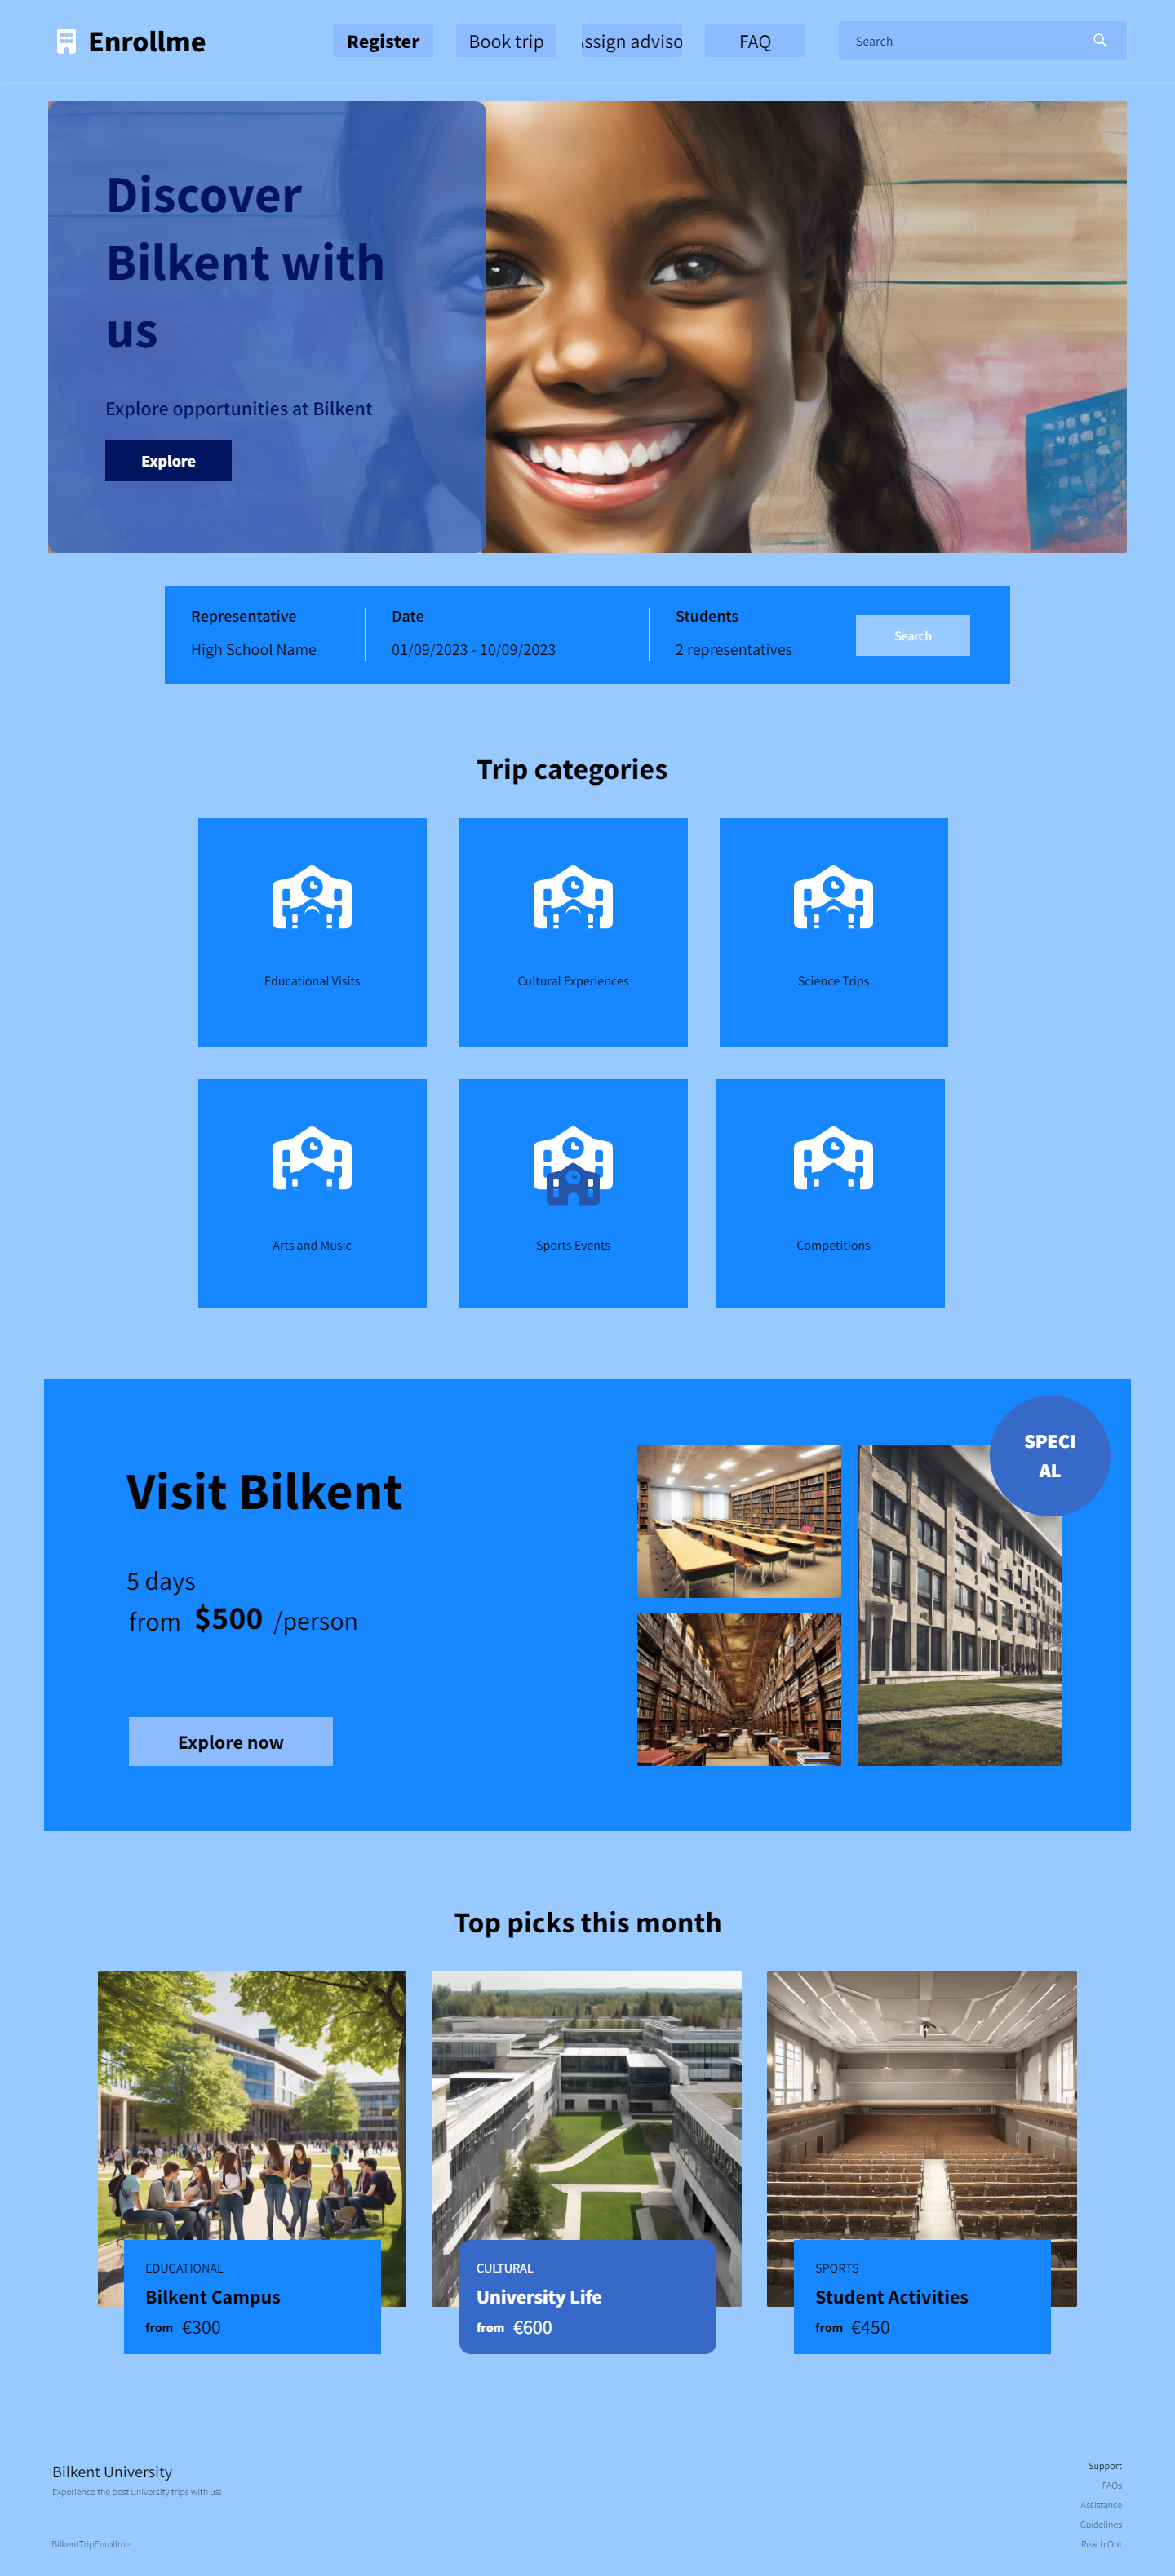 Enrollme
Register
Book trip
Assign adviso
FAQ
Search
Discover
Bilkent with
us
Explore opportunities at Bilkent
Explore
Representative
High School Name
Date
01/09/2023 - 10/09/2023
Students
2 representatives
Search
Trip categories
Educational Visits
Cultural Experiences
Science Trips
Arts and Music
Sports Events
Competitions
SPECI
AL
Visit Bilkent
5 days
from $500 /person
Explore now
Top picks this month
EDUCATIONAL
Bilkent Campus
from €300
CULTURAL
University Life
from €600
SPORTS
Student Activities
from €450
Bilkent University
Experience the best university trips with us!
BilkentTripEnrollme
Support
FAQs
Assistance
Guidelines
Reach Out